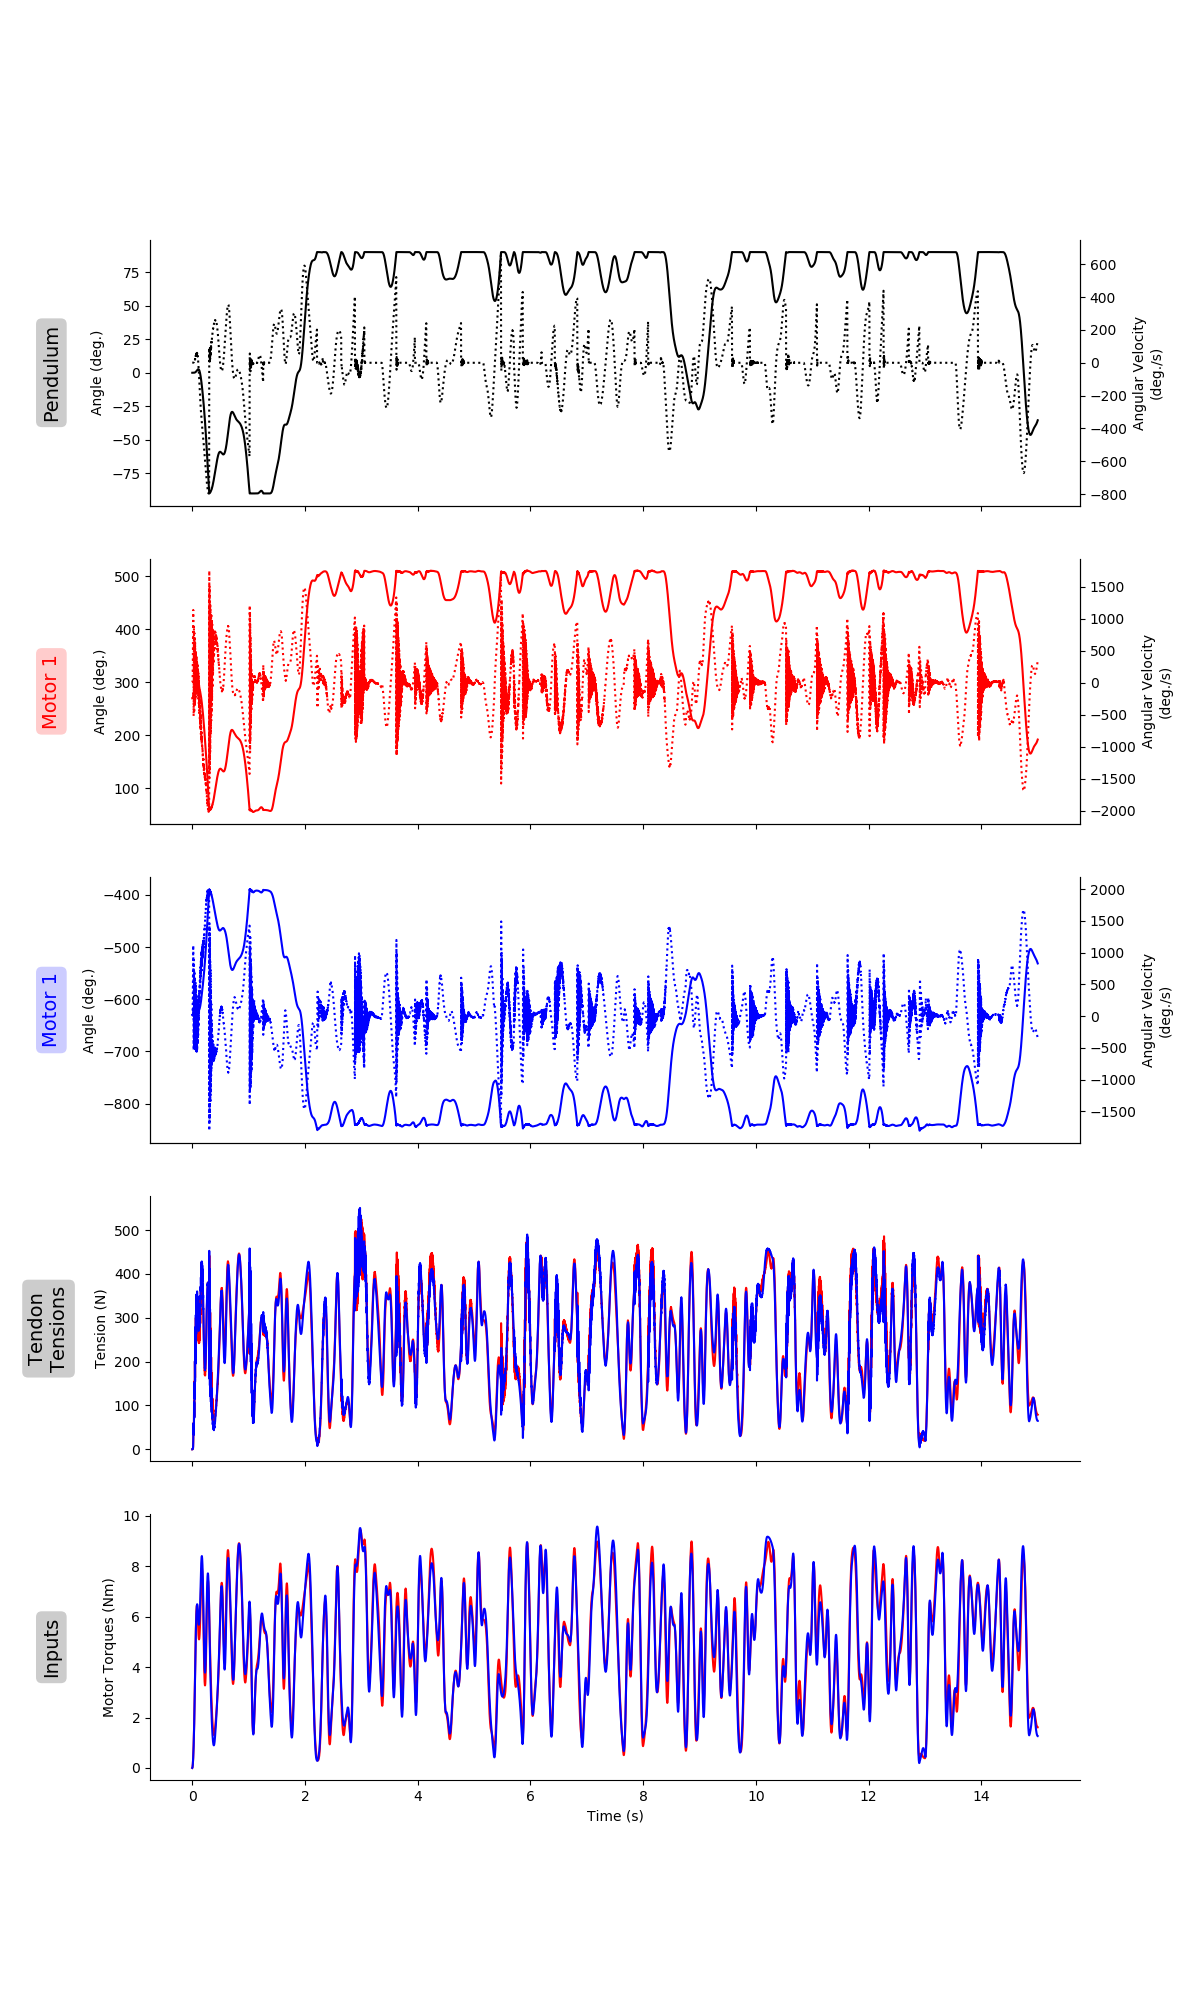 Pendulum
Angle (deg.)
75
50
25
0
−25
−50
−75
600
400
200
0
−200
−400
−600
−800
Angular Velocity
(deg./s)
Motor 1
Angle (deg.)
500
400
300
200
100
1500
1000
500
0
−500
−1000
−1500
−2000
Angular Velocity
(deg./s)
Motor 1
Angle (deg.)
−400
−500
−600
−700
−800
2000
1500
1000
500
0
−500
−1000
−1500
Angular Velocity
(deg./s)
Tendon
Tensions
Tension (N)
500
400
300
200
100
0
Inputs
Motor Torques (Nm)
10
8
6
4
2
0
0 2 4 6 8 10 12 14
Time (s)